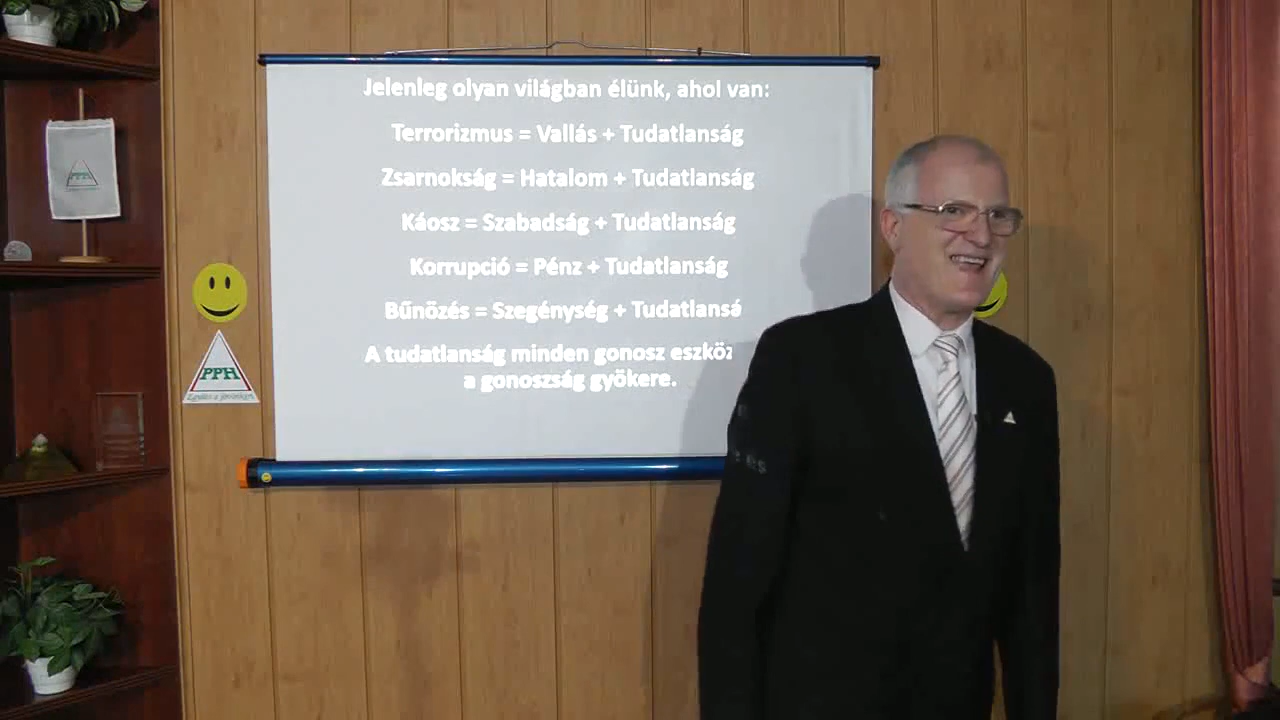 Jelenleg olyan világban élünk, ahol van:
Terrorizmus = Vallás + Tudatlanság
Zsarnokság = Hatalom + Tudatlanság
Káosz = Szabadság + Tudatlanság
Korrupció = Pénz + Tudatlanság
Bűnözés = Szegénység + Tudatlansá
A tudatlanság minden gonosz eszköz
a gonoszság gyökere.
PPH
PPH